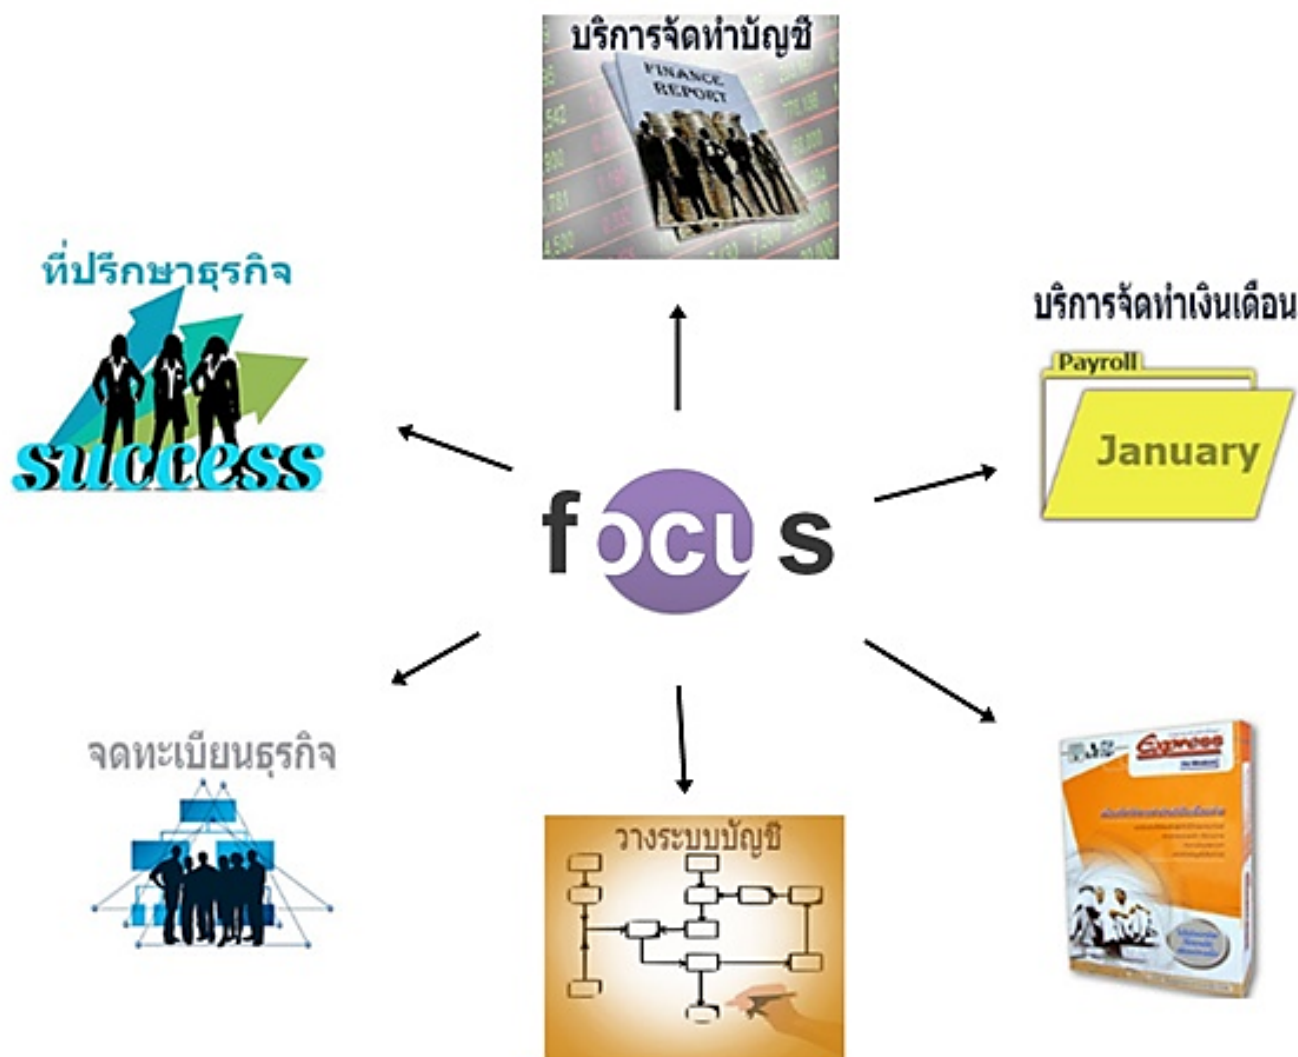 บริการจัดทำบัญชี
FINANCE
REPORT
ที่ปรึกษาธุรกิจ
success
บริการจัดทำเงินเดือน
Payroll
January
focus
จดทะเบียนธุรกิจ
วางระบบบัญชี
Express